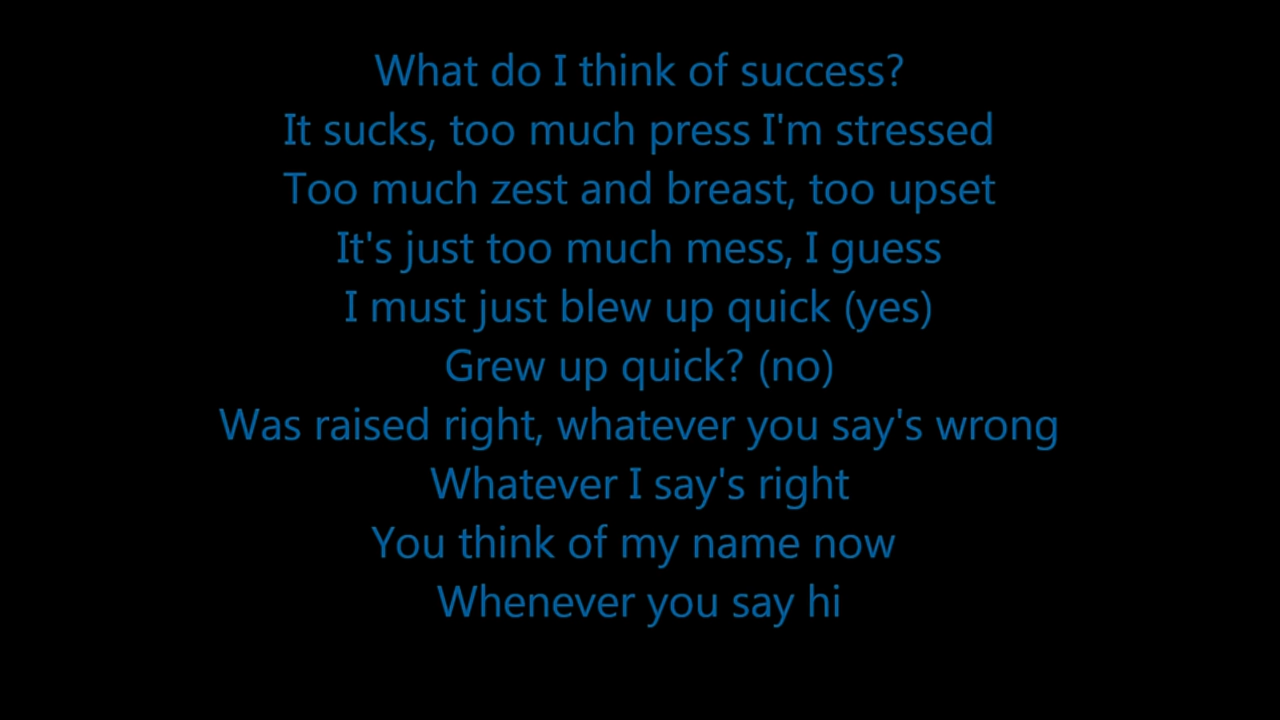 What do I think of success?
It sucks, too much press I'm stressed
Too much zest and breast, too upset
It's just too much mess, I guess
I must just blew up quick (yes)
Grew up quick? (no)
Was raised right, whatever you say's wrong
Whatever I say's right
You think of my name now
Whenever you say hi